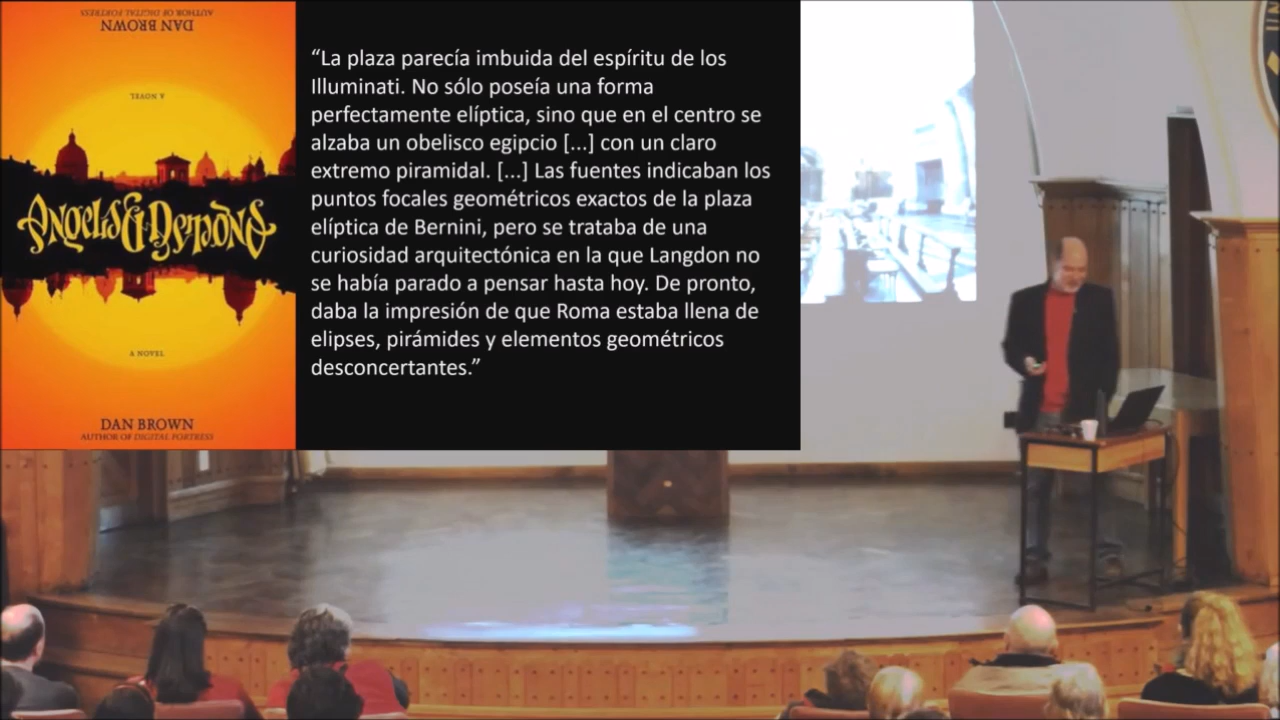 AUTHOR OF DIGITAL FORTRESS
DAN BROWN
A NOVEL
ANGELS & DEMONS
A NOVEL
DAN BROWN
AUTHOR OF DIGITAL FORTRESS
“La plaza parecía imbuida del espíritu de los
Illuminati. No sólo poseía una forma
perfectamente elíptica, sino que en el centro se
alzaba un obelisco egipcio [...] con un claro
extremo piramidal. [...] Las fuentes indicaban los
puntos focales geométricos exactos de la plaza
elíptica de Bernini, pero se trataba de una
curiosidad arquitectónica en la que Langdon no
se había parado a pensar hasta hoy. De pronto,
daba la impresión de que Roma estaba llena de
elipses, pirámides y elementos geométricos
desconcertantes.”